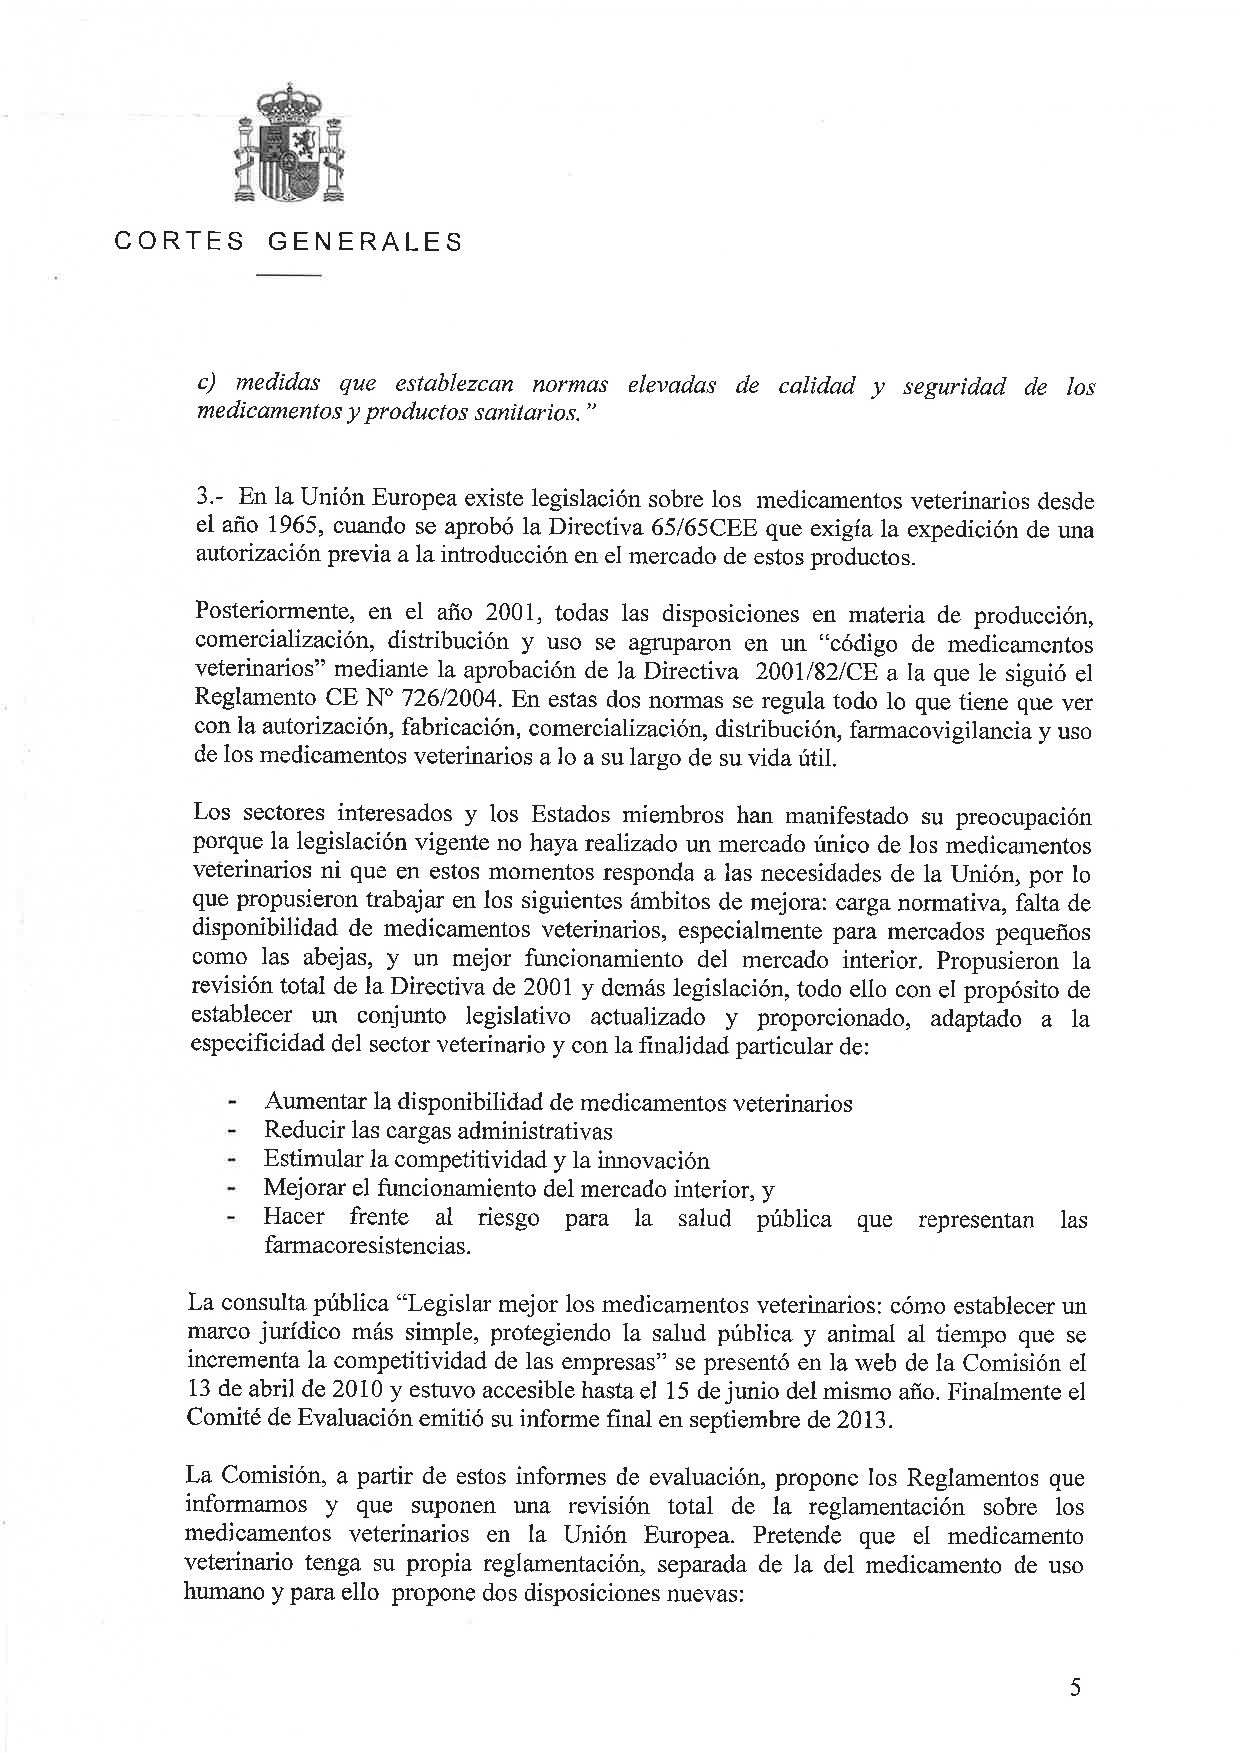 CORTES GENERALES
c) medidas que establezcan normas elevadas de calidad y seguridad de los
medicamentos y productos sanitarios.”
3.- En la Unión Europea existe legislación sobre los medicamentos veterinarios desde
el año 1965, cuando se aprobó la Directiva 65/65CEE que exigía la expedición de una
autorización previa a la introducción en el mercado de estos productos.
Posteriormente, en el año 2001, todas las disposiciones en materia de producción,
comercialización, distribución y uso se agruparon en un “código de medicamentos
veterinarios” mediante la aprobación de la Directiva 2001/82/CE a la que le siguió el
Reglamento CE Nº 726/2004. En estas dos normas se regula todo lo que tiene que ver
con la autorización, fabricación, comercialización, distribución, farmacovigilancia y uso
de los medicamentos veterinarios a lo a su largo de su vida útil.
Los sectores interesados y los Estados miembros han manifestado su preocupación
porque la legislación vigente no haya realizado un mercado único de los medicamentos
veterinarios ni que en estos momentos responda a las necesidades de la Unión, por lo
que propusieron trabajar en los siguientes ámbitos de mejora: carga normativa, falta de
disponibilidad de medicamentos veterinarios, especialmente para mercados pequeños
como las abejas, y un mejor funcionamiento del mercado interior. Propusieron la
revisión total de la Directiva de 2001 y demás legislación, todo ello con el propósito de
establecer un conjunto legislativo actualizado y proporcionado, adaptado a la
especificidad del sector veterinario y con la finalidad particular de:
- Aumentar la disponibilidad de medicamentos veterinarios
- Reducir las cargas administrativas
- Estimular la competitividad y la innovación
- Mejorar el funcionamiento del mercado interior, y
- Hacer frente al riesgo para la salud pública que representan las
farmacoresistencias.
La consulta pública “Legislar mejor los medicamentos veterinarios: cómo establecer un
marco jurídico más simple, protegiendo la salud pública y animal al tiempo que se
incrementa la competitividad de las empresas” se presentó en la web de la Comisión el
13 de abril de 2010 y estuvo accesible hasta el 15 de junio del mismo año. Finalmente el
Comité de Evaluación emitió su informe final en septiembre de 2013.
La Comisión, a partir de estos informes de evaluación, propone los Reglamentos que
informamos y que suponen una revisión total de la reglamentación sobre los
medicamentos veterinarios en la Unión Europea. Pretende que el medicamento
veterinario tenga su propia reglamentación, separada de la del medicamento de uso
humano y para ello propone dos disposiciones nuevas:
5